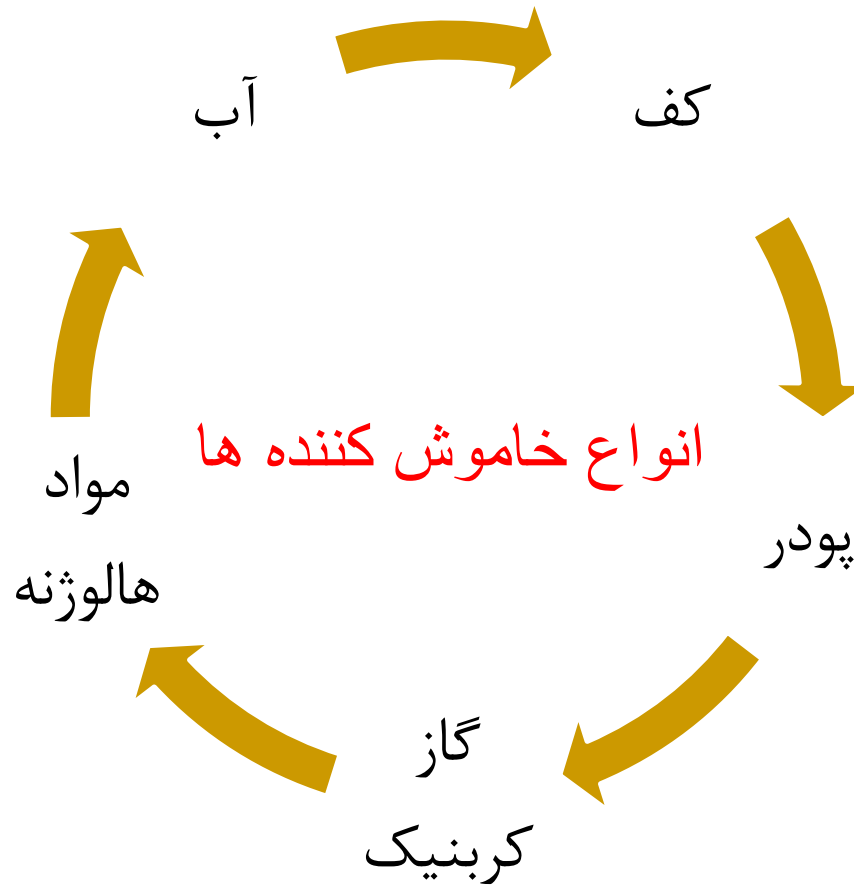 آب
کف
انواع خاموش کننده ها
پودر
گاز
کربنیک
مواد
هالوژنه